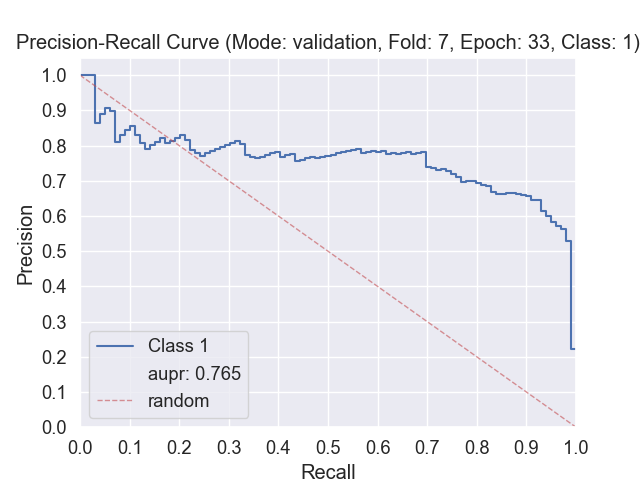 Precision-Recall Curve (Mode: validation, Fold: 7, Epoch: 33, Class: 1)
1.0
0.9
0.8
0.7
0.6
0.5
0.4
0.3
0.2
0.1
0.0
Precision
Class 1
aupr: 0.765
random
0.0 0.1 0.2 0.3 0.4 0.5 0.6 0.7 0.8 0.9 1.0
Recall